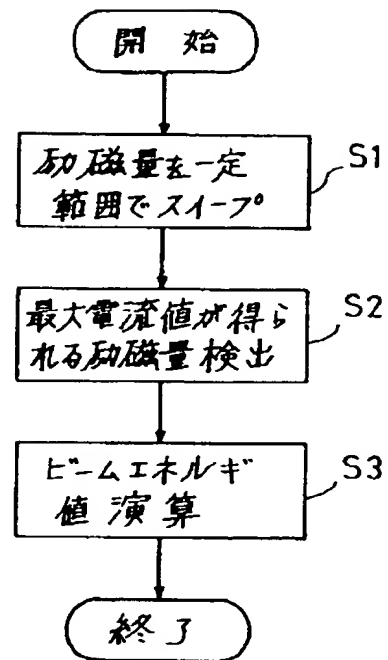 開始
励磁量を一定
範囲でスイープ
S1
最大電流値が得ら
れる励磁量検出
S2
ビームエネルギ
値演算
S3
終了